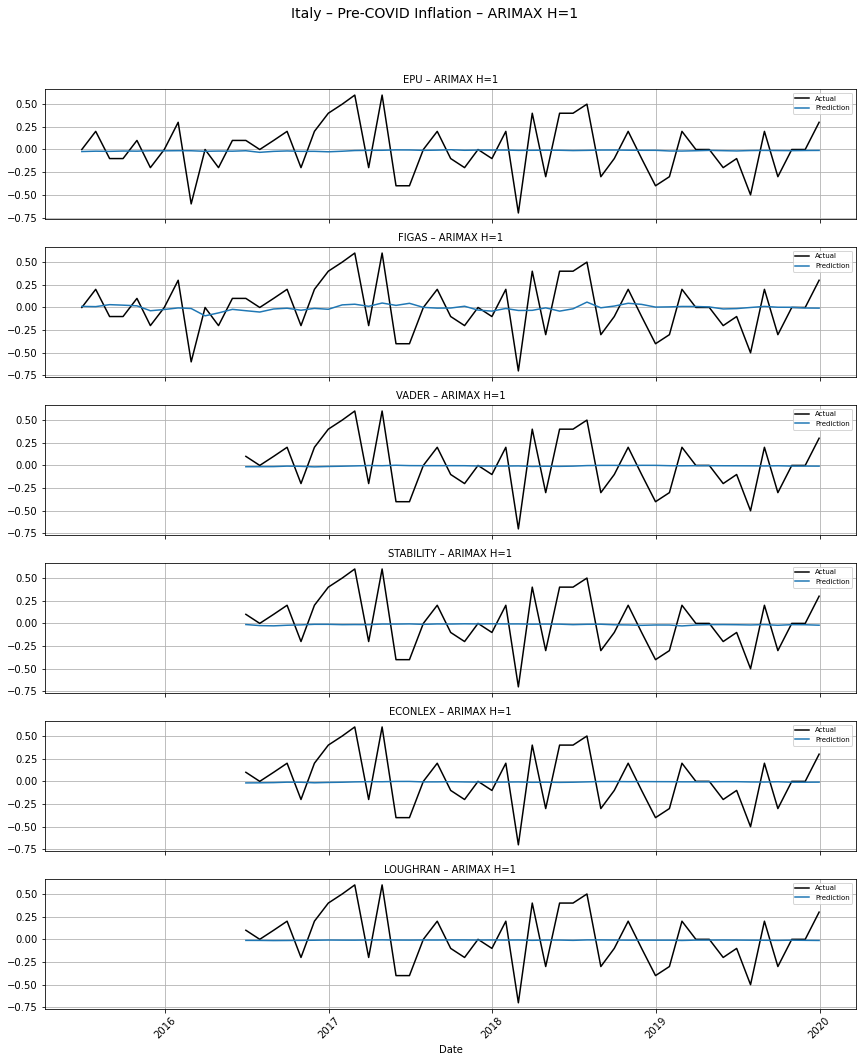 Italy – Pre-COVID Inflation – ARIMAX H=1
EPU – ARIMAX H=1
Actual
Prediction
0.50
0.25
0.00
−0.25
−0.50
−0.75
FIGAS – ARIMAX H=1
Actual
Prediction
0.50
0.25
0.00
−0.25
−0.50
−0.75
VADER – ARIMAX H=1
Actual
Prediction
0.50
0.25
0.00
−0.25
−0.50
−0.75
STABILITY – ARIMAX H=1
Actual
Prediction
0.50
0.25
0.00
−0.25
−0.50
−0.75
ECONLEX – ARIMAX H=1
Actual
Prediction
0.50
0.25
0.00
−0.25
−0.50
−0.75
LOUGHRAN – ARIMAX H=1
Actual
Prediction
0.50
0.25
0.00
−0.25
−0.50
−0.75
2016 2017 2018 2019 2020
Date